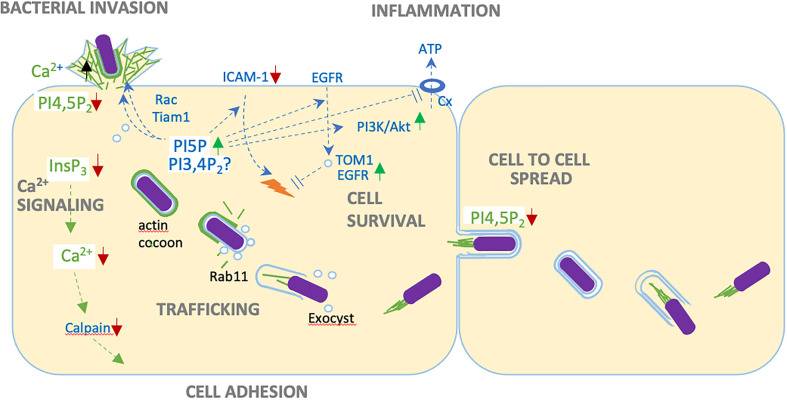 BACTERIAL INVASION
INFLAMMATION
ATP
Ca²⁺
ICAM-1
EGFR
Cx
PI4,5P₂
Rac
Tiam1
PI3K/Akt
PI5P
PI3,4P₂?
TOM1
EGFR
CELL TO CELL
SPREAD
InsP₃
Ca²⁺
SIGNALING
CELL
SURVIVAL
PI4,5P₂
actin
cocoon
Ca²⁺
Rab11
TRAFFICKING
Exocyst
Calpain
CELL ADHESION